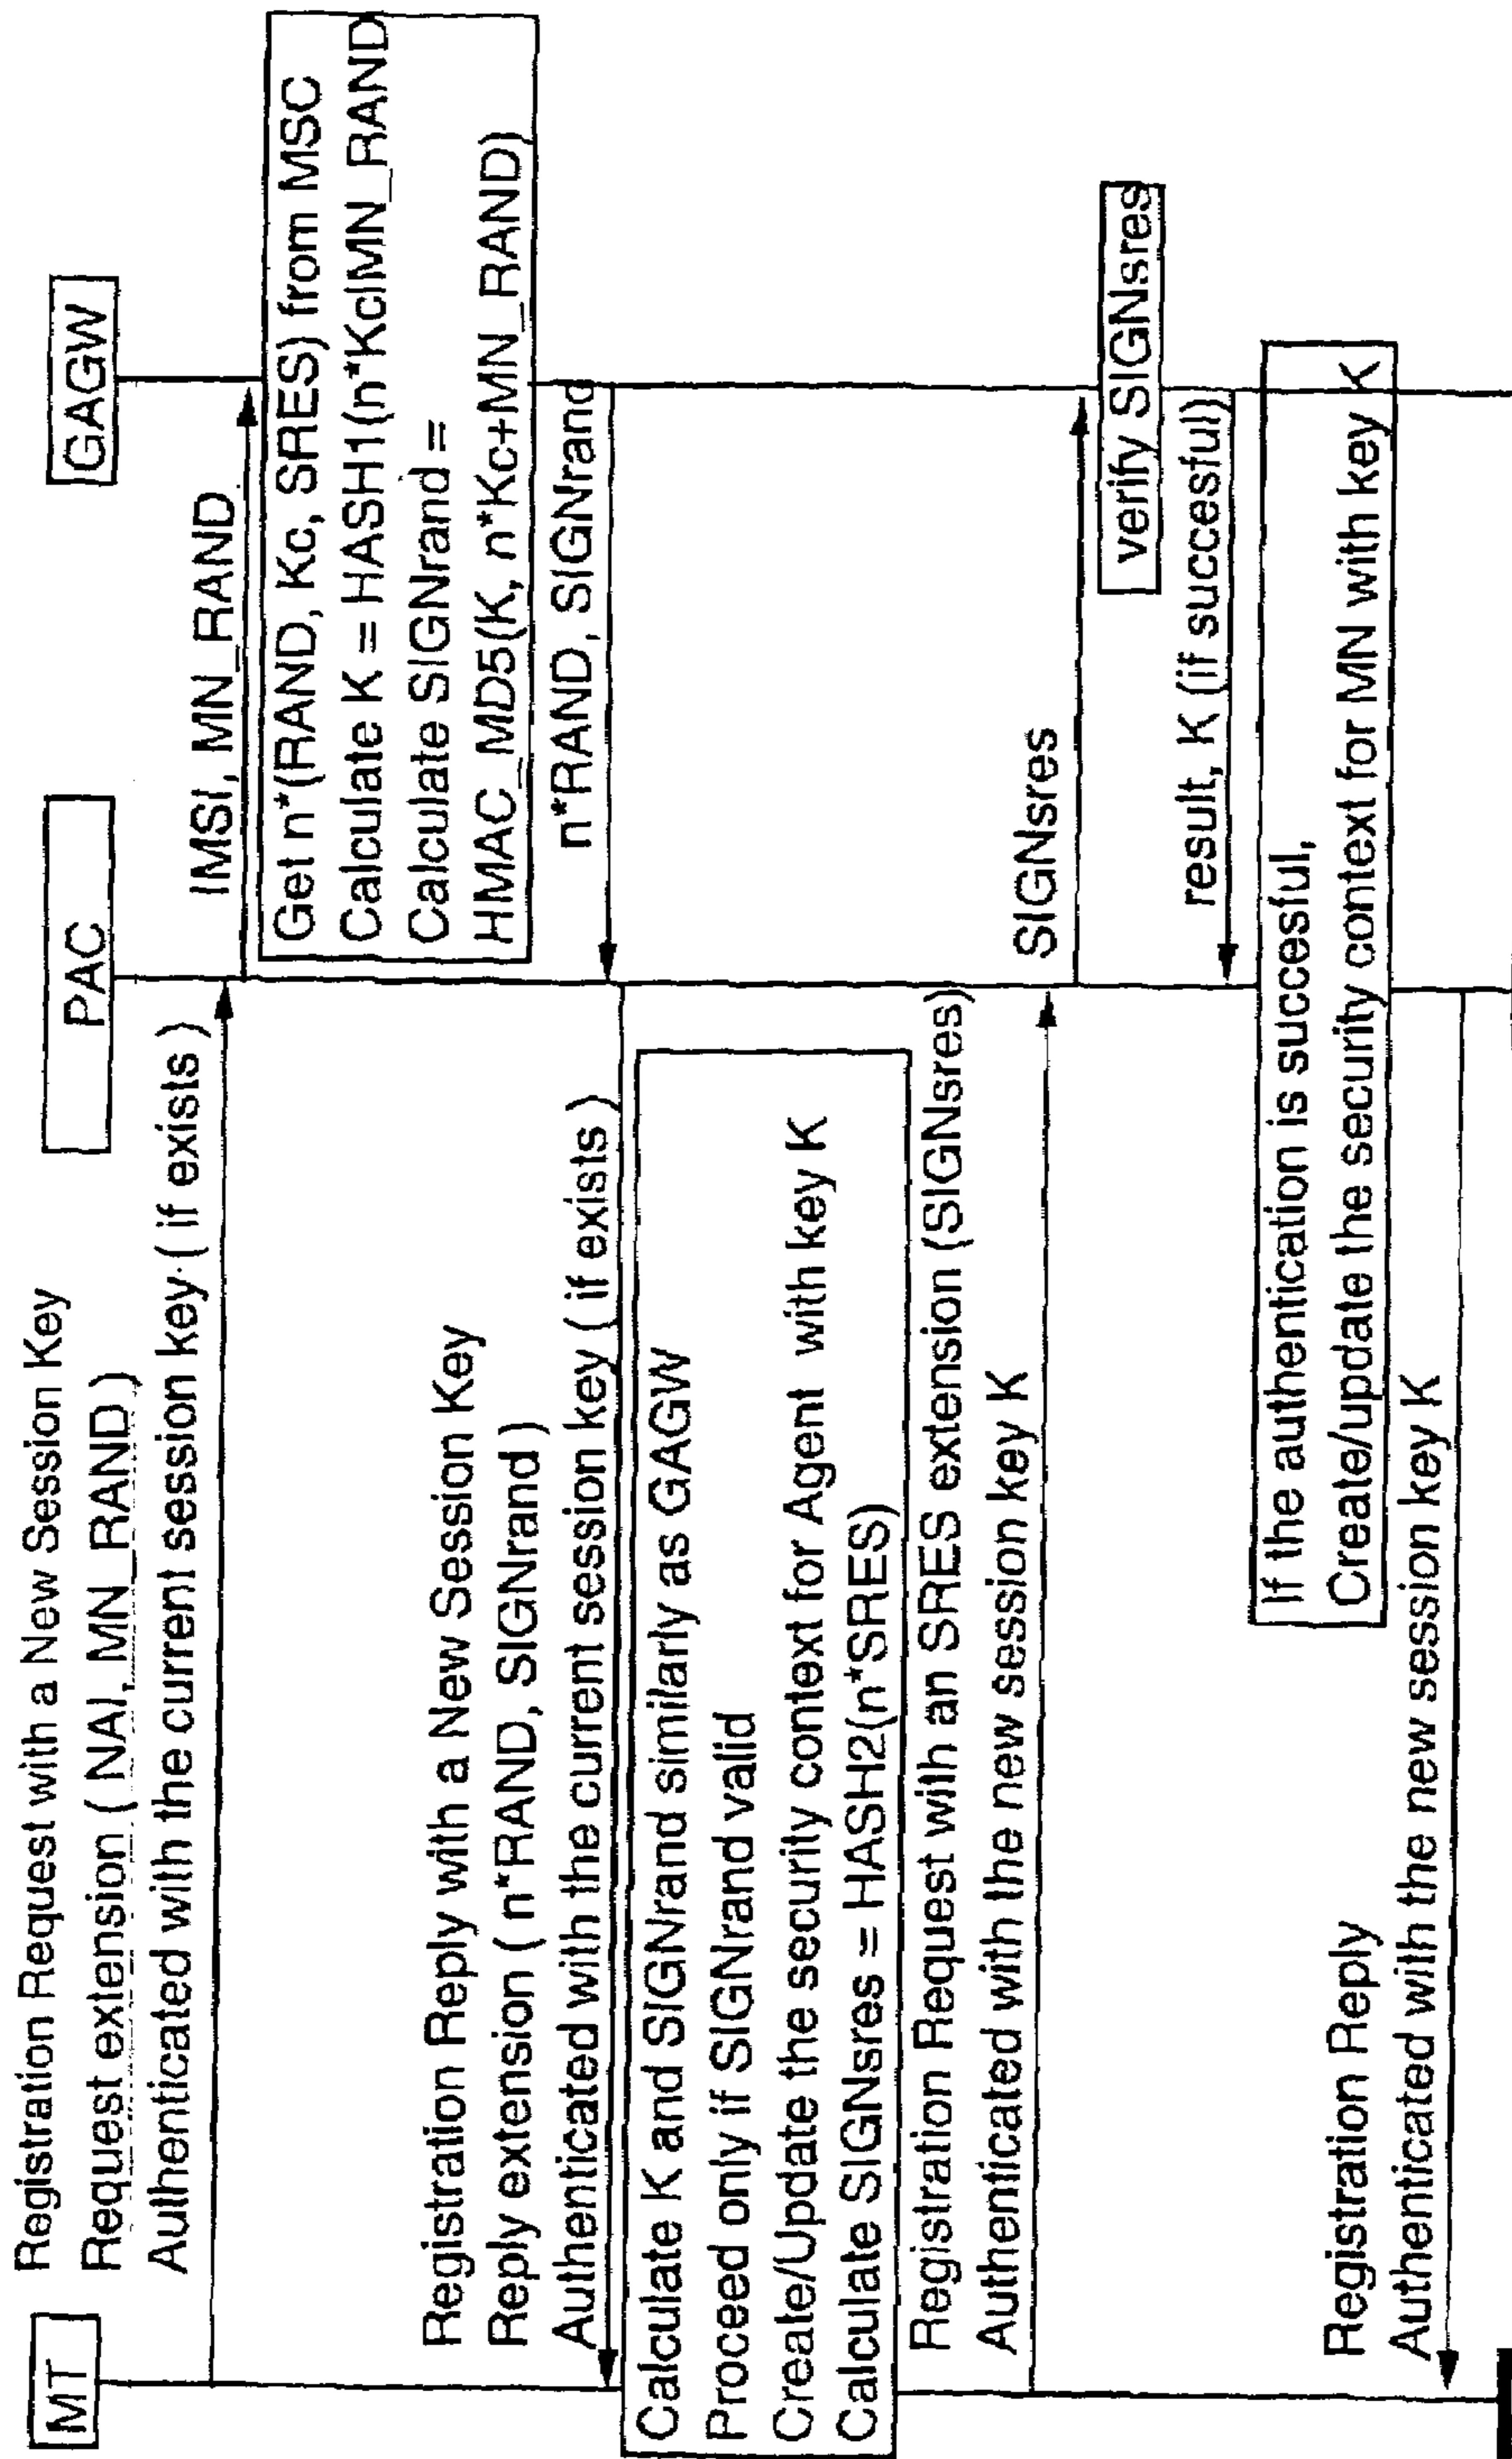 MT
PAC
GAGW
Registration Request with a New Session Key
Request extension ( NAI, MN_RAND )
Authenticated with the current session key ( if exists )
IMSI, MN_RAND
Get n*(RAND, Kc, SRES) from MSC
Calculate K = HASH1(n*Kc|MN_RAND
Calculate SIGNrand =
HMAC_MD5(K, n*Kc+MN_RAND)
n*RAND, SIGNrand
Registration Reply with a New Session Key
Reply extension ( n*RAND, SIGNrand )
Authenticated with the current session key ( if exists )
Calculate K and SIGNrand similarly as GAGW
Proceed only if SIGNrand valid
Create/Update the security context for Agent with key K
Calculate SIGNsres = HASH2(n*SRES)
Registration Request with an SRES extension (SIGNsres)
Authenticated with the new session key K
SIGNsres
verify SIGNsres
result, K (if succesful)
If the authentication is succesful,
Create/update the security context for MN with key K
Registration Reply
Authenticated with the new session key K